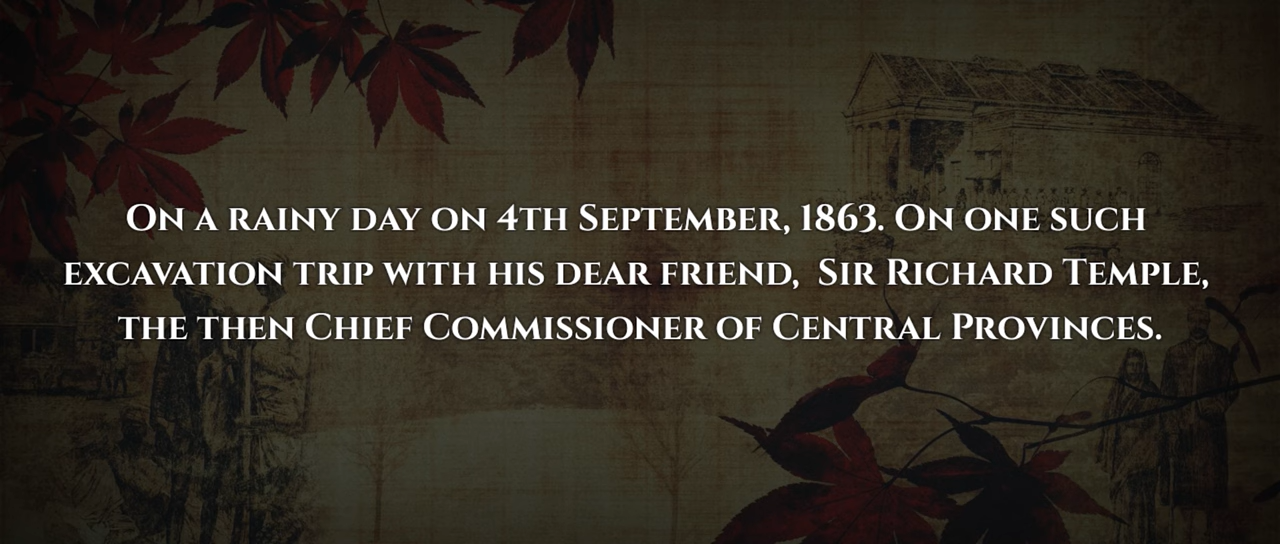 On a rainy day on 4th September, 1863. On one such
excavation trip with his dear friend, Sir Richard Temple,
the then Chief Commissioner of Central Provinces.